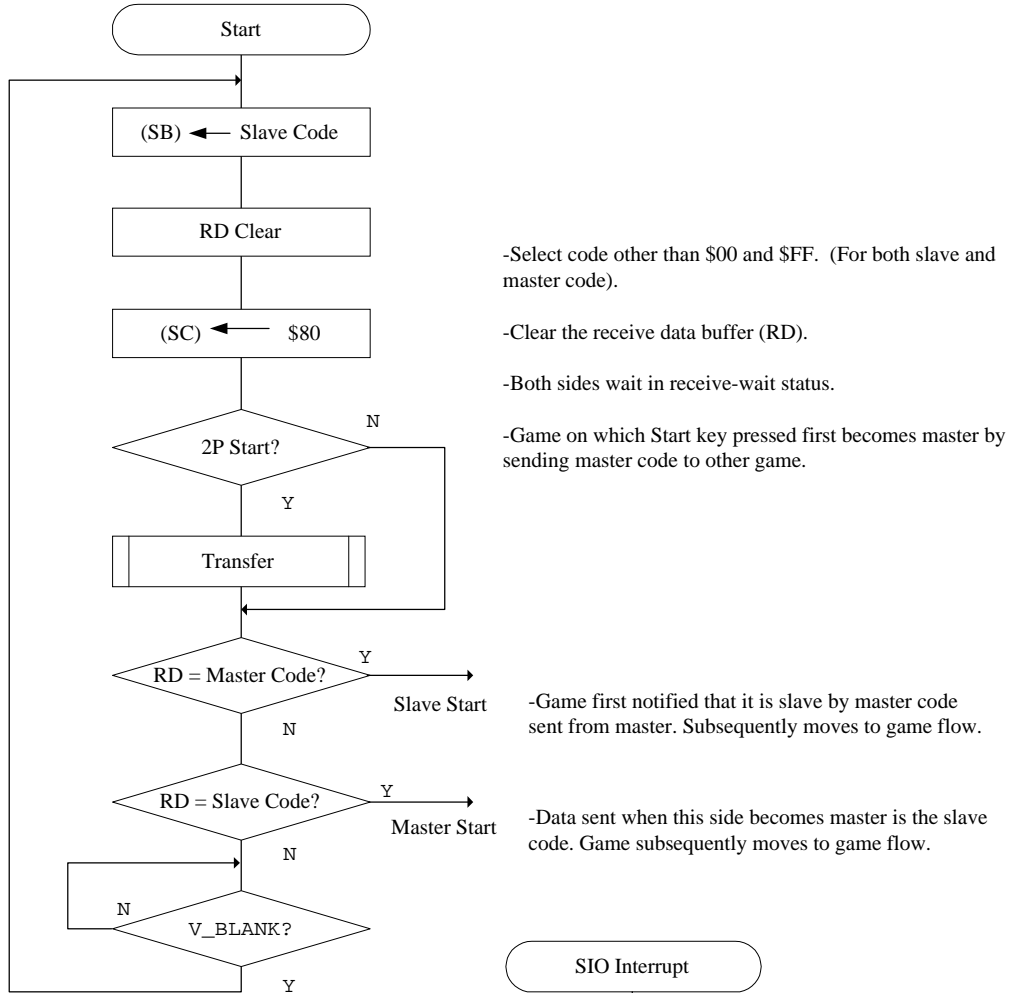 Start
(SB) ← Slave Code
RD Clear
-Select code other than $00 and $FF.  (For both slave and
master code).
(SC) ← $80
-Clear the receive data buffer (RD).
-Both sides wait in receive-wait status.
N
2P Start?
-Game on which Start key pressed first becomes master by
sending master code to other game.
Y
Transfer
RD = Master Code?
Y
Slave Start
-Game first notified that it is slave by master code
sent from master. Subsequently moves to game flow.
N
RD = Slave Code?
Y
Master Start
-Data sent when this side becomes master is the slave
code. Game subsequently moves to game flow.
N
N
V_BLANK?
Y
SIO Interrupt